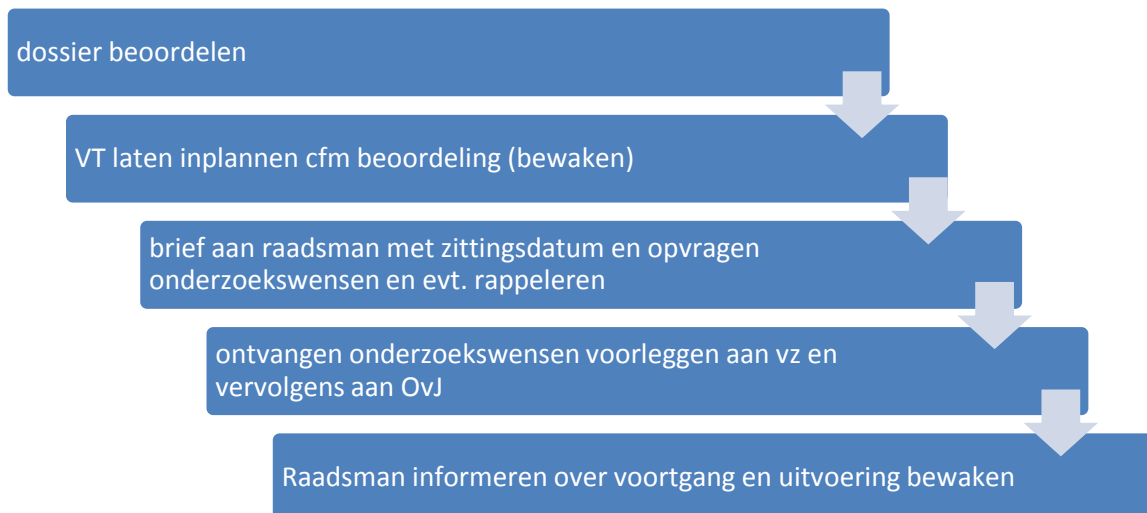 dossier beoordelen
VT laten inplannen cfm beoordeling (bewaken)
brief aan raadsman met zittingsdatum en opvragen
onderzoekswensen en evt. rappeleren
ontvangen onderzoekswensen voorleggen aan vz en
vervolgens aan OvJ
Raadsman informeren over voortgang en uitvoering bewaken